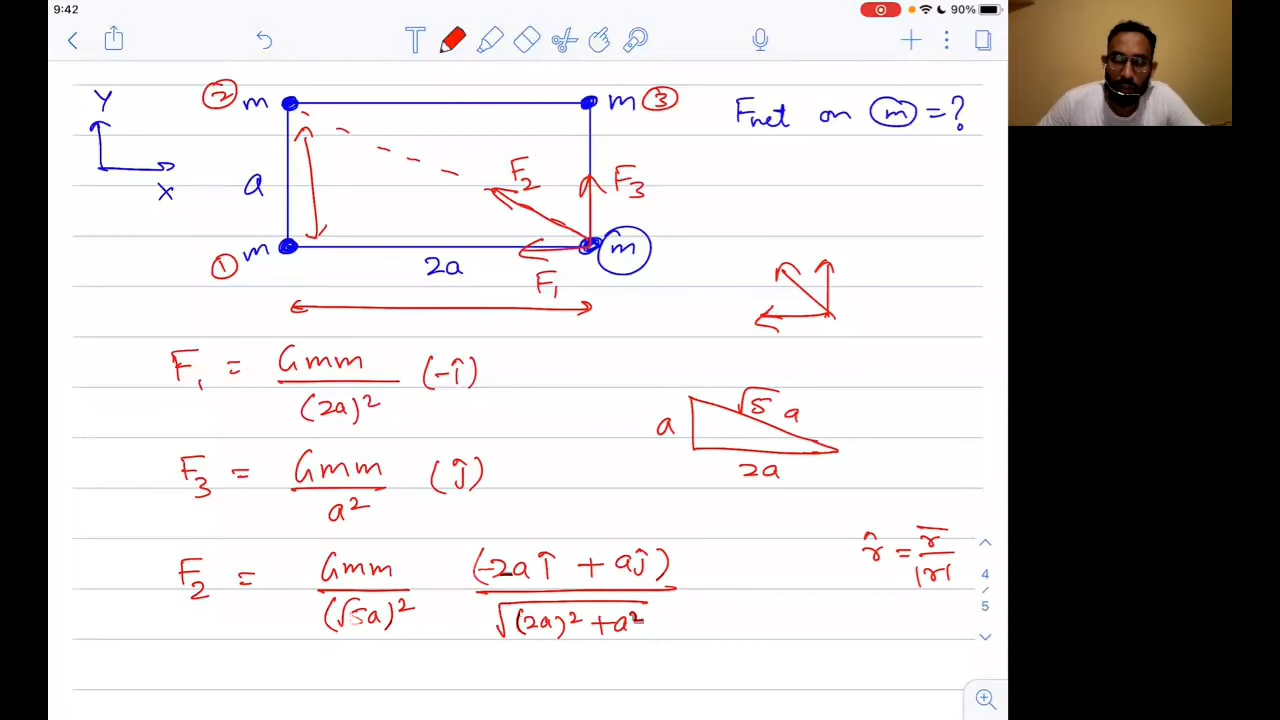 9:42
90%
T
Y
X
② m
m ③
Fnet on m = ?
a
F₂
F₃
① m
2a
m
F₁
F₁ = Gmm / (2a)² (-î)
√5 a
a
2a
F₃ = Gmm / a² (ĵ)
F₂ = Gmm / (√5a)² (-2a î + a ĵ) / √(2a)² + a²
r̂ = r̅ / |r|
4
/
5